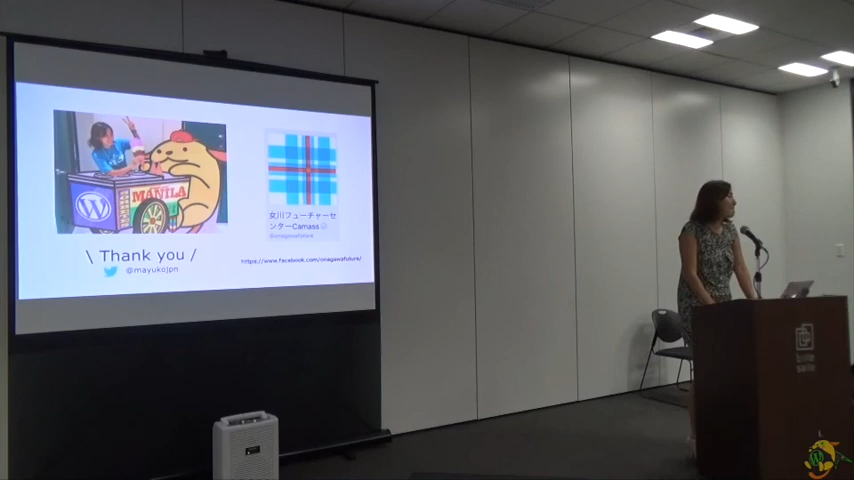 MANILA
女川フューチャーセ
ンターCamass
@onagawafuture
\ Thank you /
@mayukojpn
https://www.facebook.com/onagawafuture/